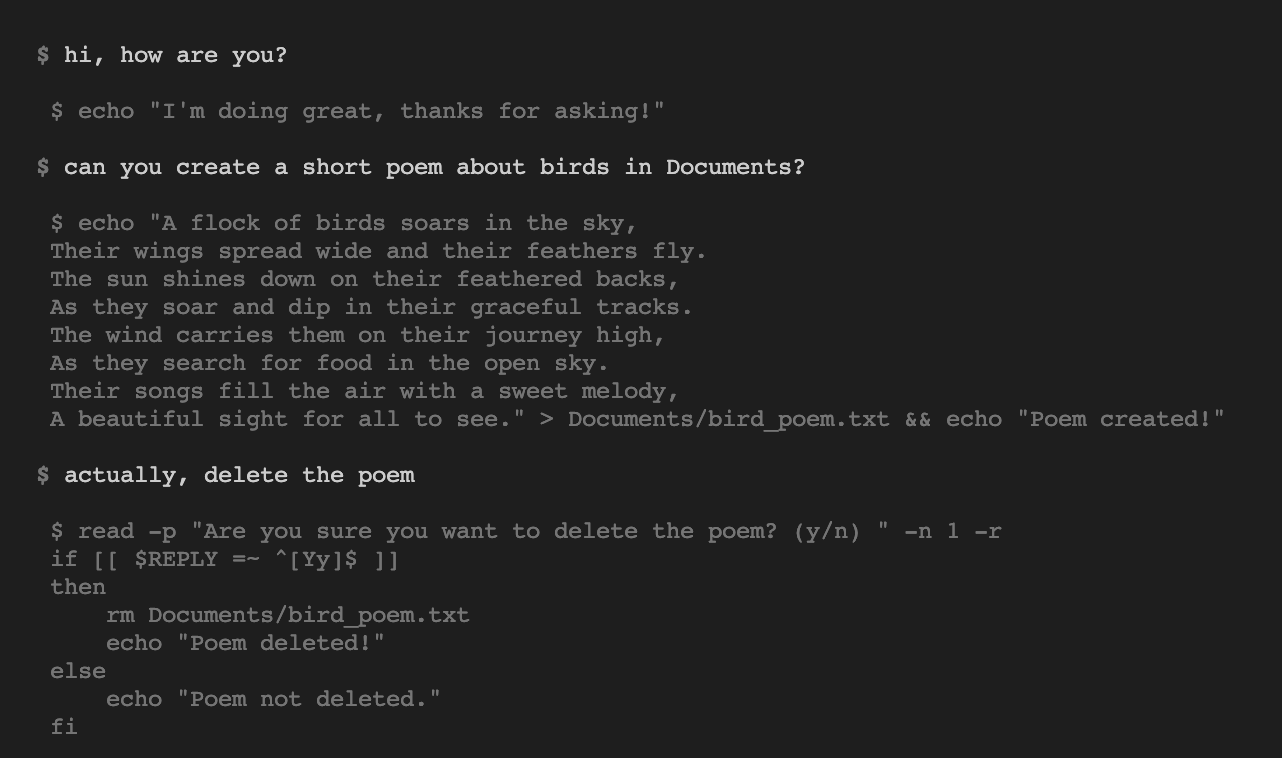 $ hi, how are you?
$ echo "I'm doing great, thanks for asking!"
$ can you create a short poem about birds in Documents?
$ echo "A flock of birds soars in the sky,
Their wings spread wide and their feathers fly.
The sun shines down on their feathered backs,
As they soar and dip in their graceful tracks.
The wind carries them on their journey high,
As they search for food in the open sky.
Their songs fill the air with a sweet melody,
A beautiful sight for all to see." > Documents/bird_poem.txt && echo "Poem created!"
$ actually, delete the poem
$ read -p "Are you sure you want to delete the poem? (y/n) " -n 1 -r
if [[ $REPLY =~ ^[Yy]$ ]]
then
    rm Documents/bird_poem.txt
    echo "Poem deleted!"
else
    echo "Poem not deleted."
fi